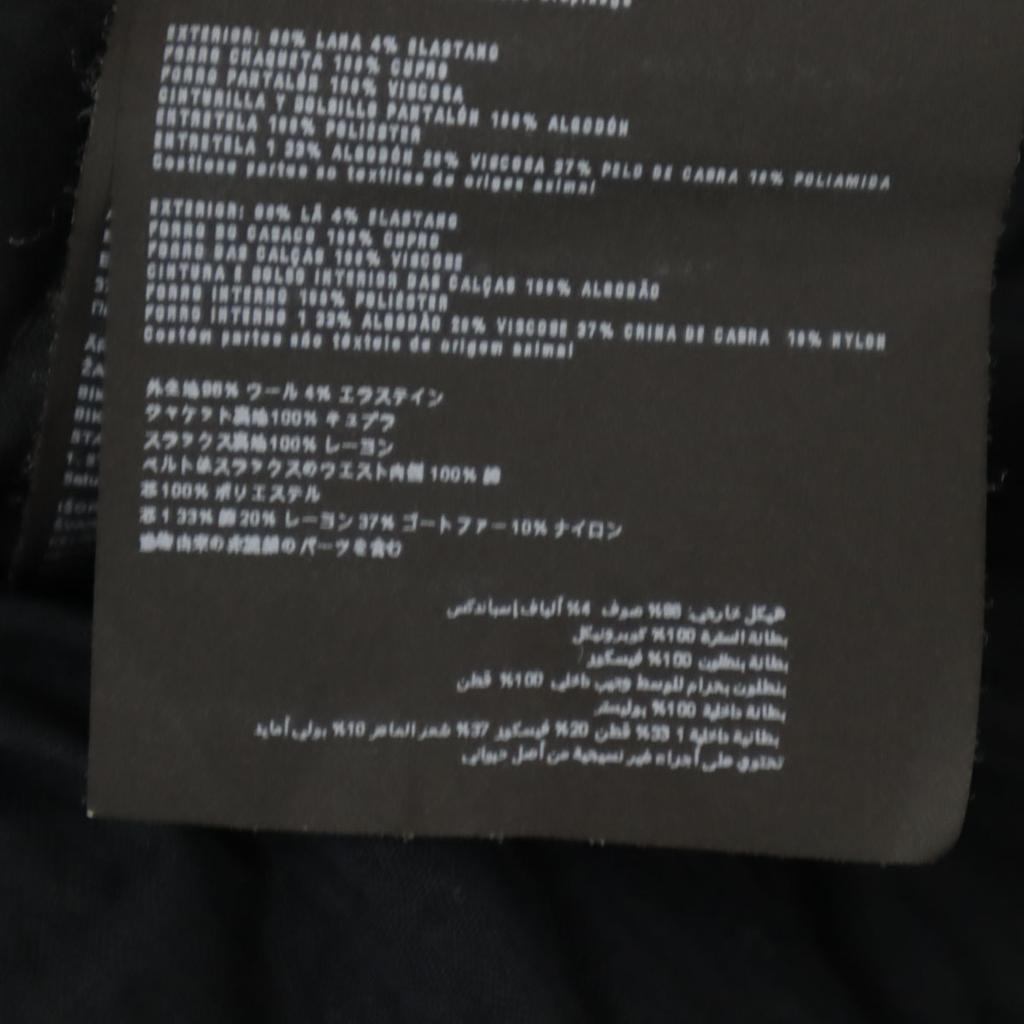 EXTERIOR: 96% LANA 4% ELASTANO
FORRO CHAQUETA 100% CUPRO
FORRO PANTALÓN 100% VISCOSA
CINTURILLA Y BOLSILLO PANTALÓN 100% ALGODÓN
ENTRETELA 100% POLIÉSTER
ENTRETELA 1 33% ALGODÓN 20% VISCOSA 37% PELO DE CABRA 10% POLIAMIDA
Contiene partes no textiles de origen animal
EXTERIOR: 96% LÃ 4% ELASTANO
FORRO DO CASACO 100% CUPRO
FORRO DAS CALÇAS 100% VISCOSE
CINTURA E BOLSO INTERIOR DAS CALÇAS 100% ALGODÃO
FORRO INTERNO 100% POLIÉSTER
FORRO INTERNO 1 33% ALGODÃO 20% VISCOSE 37% CRINA DE CABRA 10% NYLON
Contém partes não têxteis de origem animal
外生地96% ウール 4% エラステイン
ジャケット裏地100% キュプラ
スラックス裏地100% レーヨン
ベルト&スラックスのウエスト内側 100% 綿
芯100% ポリエステル
芯 1 33% 綿 20% レーヨン 37% ゴートファー 10% ナイロン
動物由来の非繊維のパーツを含む
هيكل خارجي: 96% صوف 4% ألياف إسباندكس
بطانة السترة 100% كوبرونيكل
بطانة بنطلون 100% فيسكوز
بنطلون بحزام للوسط وجيب داخلي 100% قطن
بطانة داخلية 100% بوليستر
بطانية داخلية 1 33% قطن 20% فيسكوز 37% شعر الماعز 10% بولي أمايد
تحتوي على أجزاء غير نسيجية من أصل حيواني